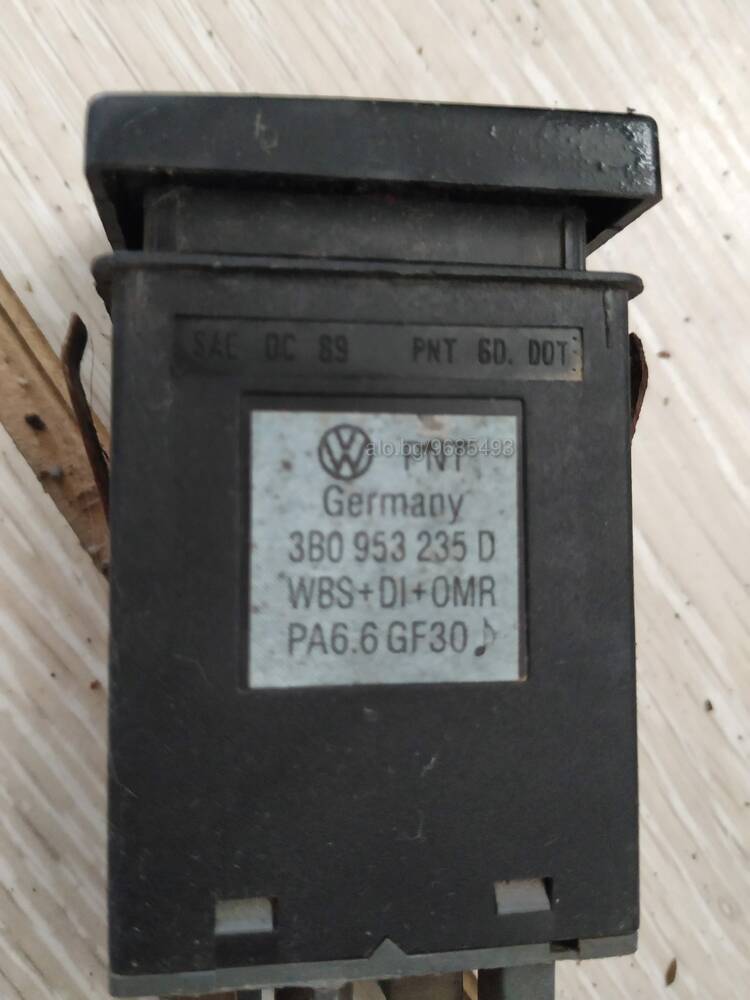 SAE DC 89 PNT 6D. DOT
PNT
alo.bg/9685493
Germany
3B0 953 235 D
WBS+DI+OMR
PA6.6 GF30